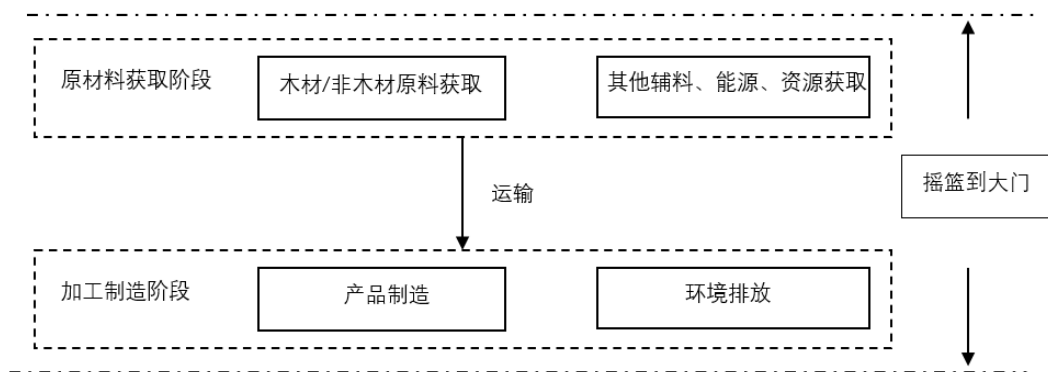 原材料获取阶段
木材/非木材原料获取
其他辅料、能源、资源获取
运输
摇篮到大门
加工制造阶段
产品制造
环境排放